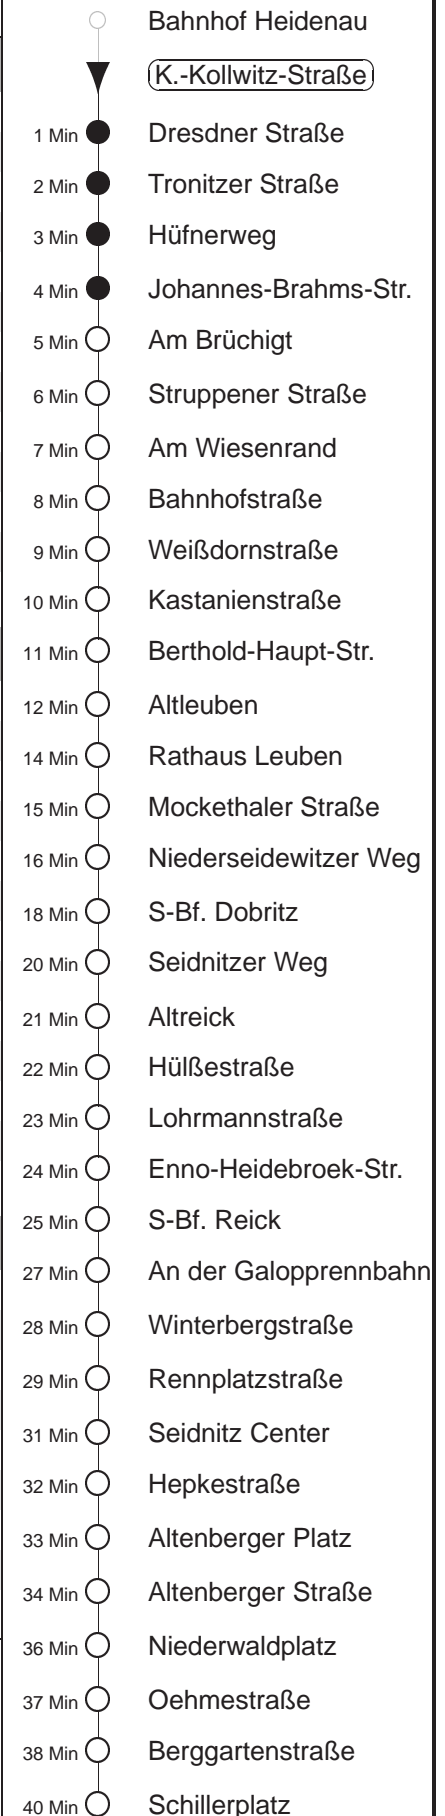 Bahnhof Heidenau
K.-Kollwitz-Straße
1 Min Dresdner Straße
2 Min Tronitzer Straße
3 Min Hüfnerweg
4 Min Johannes-Brahms-Str.
5 Min Am Brüchigt
6 Min Struppener Straße
7 Min Am Wiesenrand
8 Min Bahnhofstraße
9 Min Weißdornstraße
10 Min Kastanienstraße
11 Min Berthold-Haupt-Str.
12 Min Altleuben
14 Min Rathaus Leuben
15 Min Mockethaler Straße
16 Min Niederseidewitzer Weg
18 Min S-Bf. Dobritz
20 Min Seidnitzer Weg
21 Min Altreick
22 Min Hülßestraße
23 Min Lohrmannstraße
24 Min Enno-Heidebroek-Str.
25 Min S-Bf. Reick
27 Min An der Galopprennbahn
28 Min Winterbergstraße
29 Min Rennplatzstraße
31 Min Seidnitz Center
32 Min Hepkestraße
33 Min Altenberger Platz
34 Min Altenberger Straße
36 Min Niederwaldplatz
37 Min Oehmestraße
38 Min Berggartenstraße
40 Min Schillerplatz